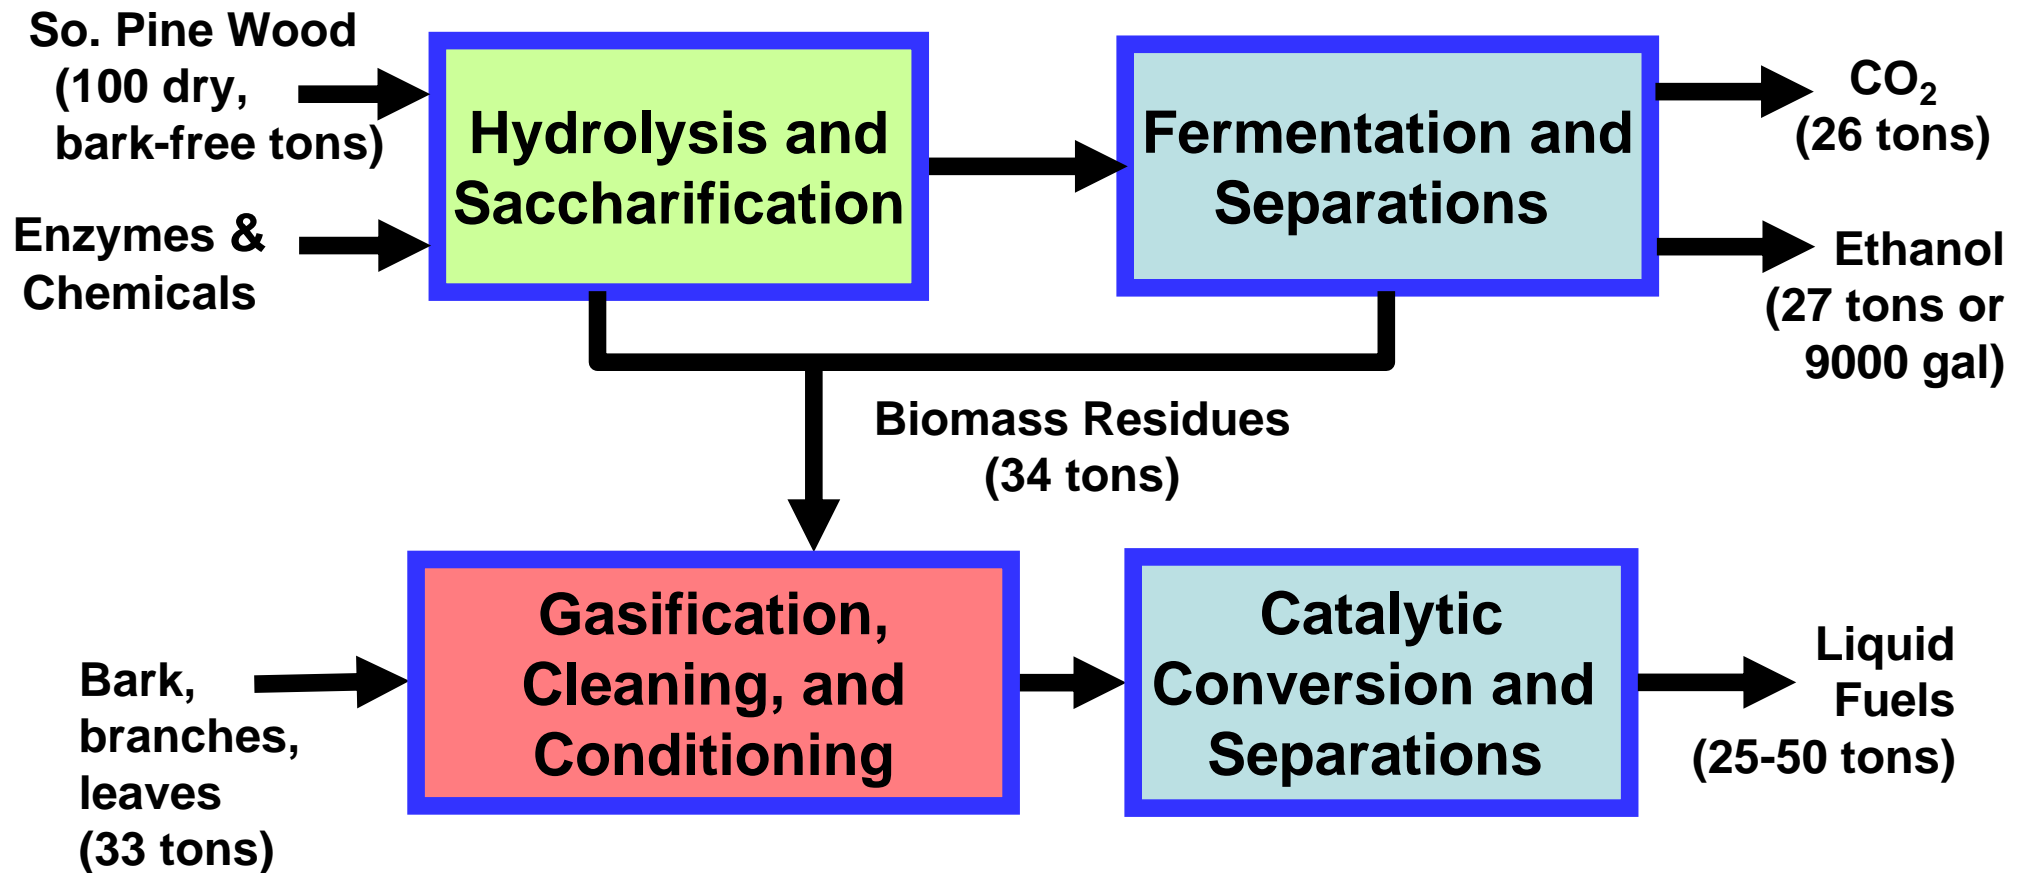 So. Pine Wood
(100 dry,
bark-free tons)
Enzymes &
Chemicals
Hydrolysis and
Saccharification
Fermentation and
Separations
CO₂
(26 tons)
Ethanol
(27 tons or
9000 gal)
Biomass Residues
(34 tons)
Bark,
branches,
leaves
(33 tons)
Gasification,
Cleaning, and
Conditioning
Catalytic
Conversion and
Separations
Liquid
Fuels
(25-50 tons)